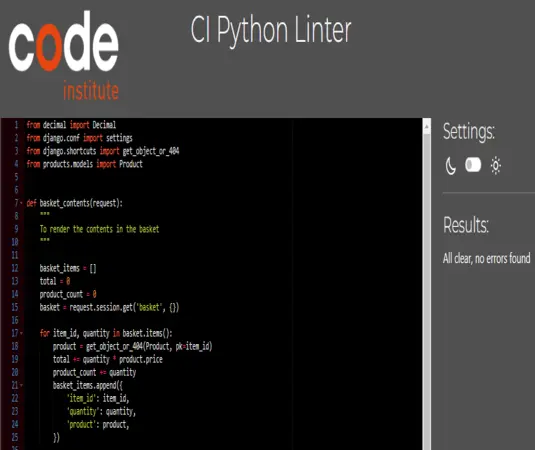 code
institute
CI Python Linter
1 from decimal import Decimal
2 from django.conf import settings
3 from django.shortcuts import get_object_or_404
4 from products.models import Product
5
6
7 def basket_contents(request):
8     """
9     To render the contents in the basket
10     """
11
12     basket_items = []
13     total = 0
14     product_count = 0
15     basket = request.session.get('basket', {})
16
17     for item_id, quantity in basket.items():
18         product = get_object_or_404(Product, pk=item_id)
19         total += quantity * product.price
20         product_count += quantity
21         basket_items.append({
22             'item_id': item_id,
23             'quantity': quantity,
24             'product': product,
25         })
Settings:
Results:
All clear, no errors found